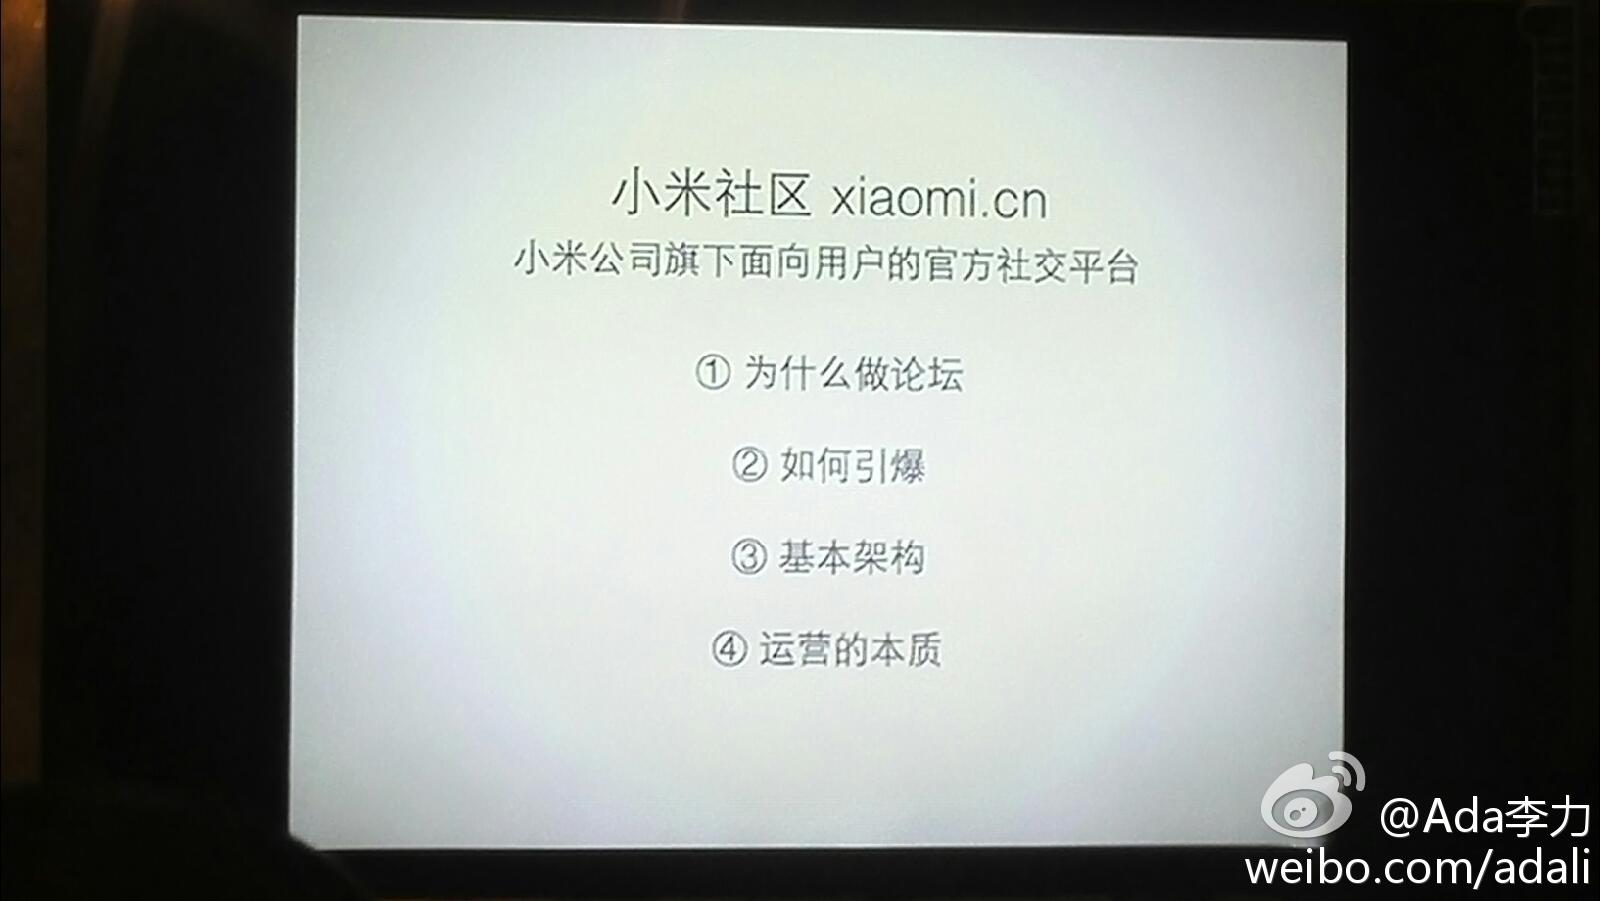 小米社区 xiaomi.cn
小米公司旗下面向用户的官方社交平台
① 为什么做论坛
② 如何引爆
③ 基本架构
④ 运营的本质
@Ada李力
weibo.com/adali